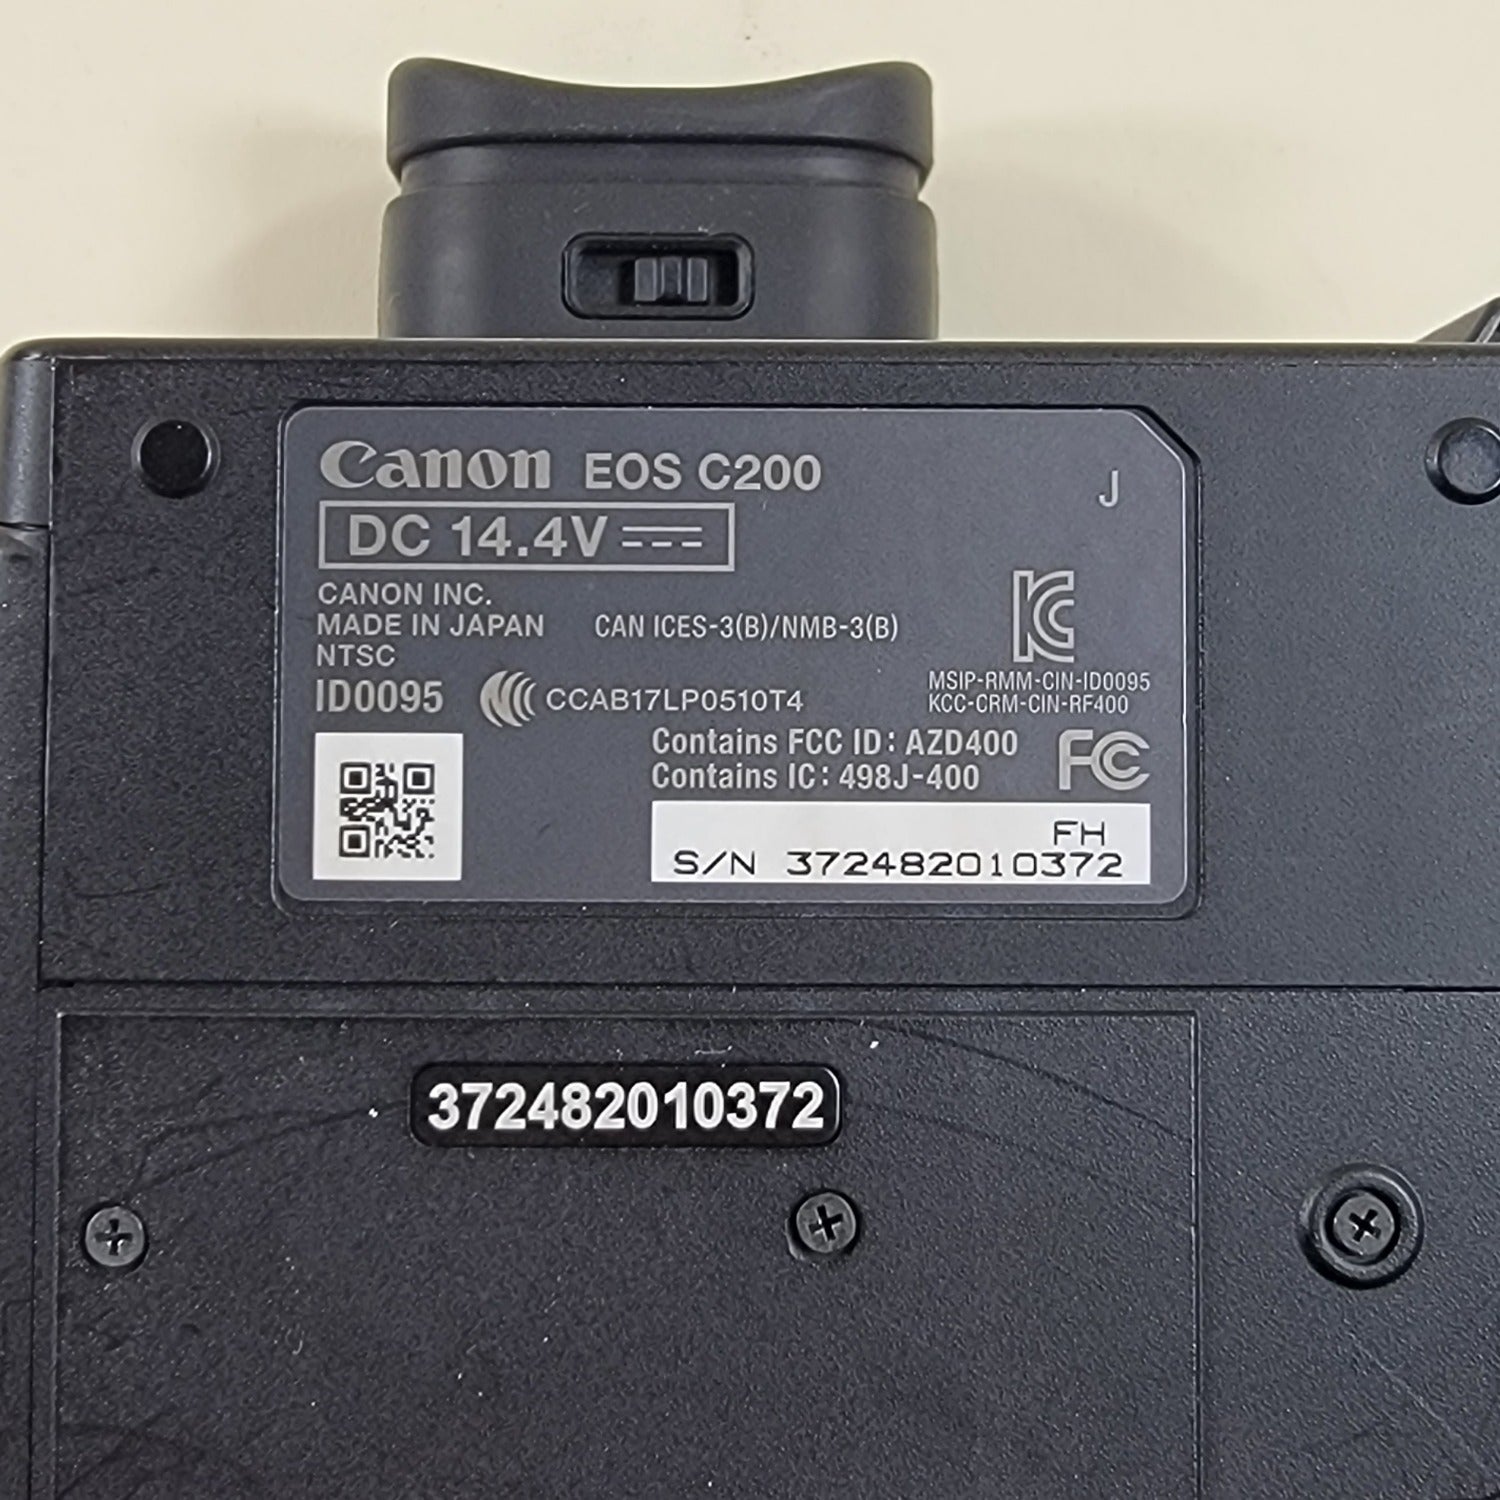 Canon EOS C200
J
DC 14.4V
CANON INC.
MADE IN JAPAN CAN ICES-3(B)/NMB-3(B)
NTSC
ID0095 CCAB17LP0510T4
KC
MSIP-RMM-CIN-ID0095
KCC-CRM-CIN-RF400
Contains FCC ID: AZD400
Contains IC: 498J-400
FC
FH
S/N 372482010372
372482010372